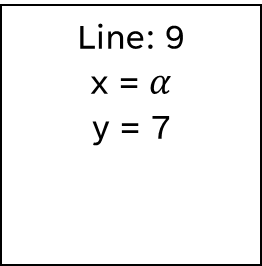 Line: 9
x = α
y = 7